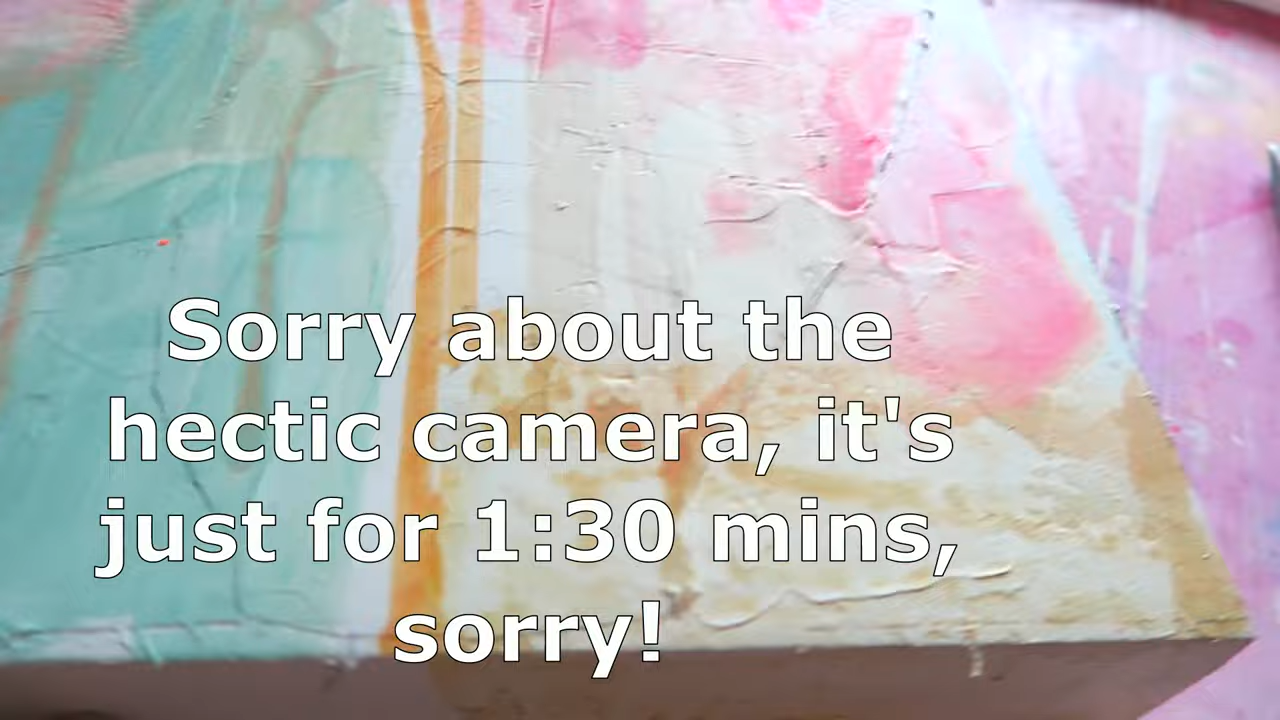 Sorry about the
hectic camera, it's
just for 1:30 mins,
sorry!